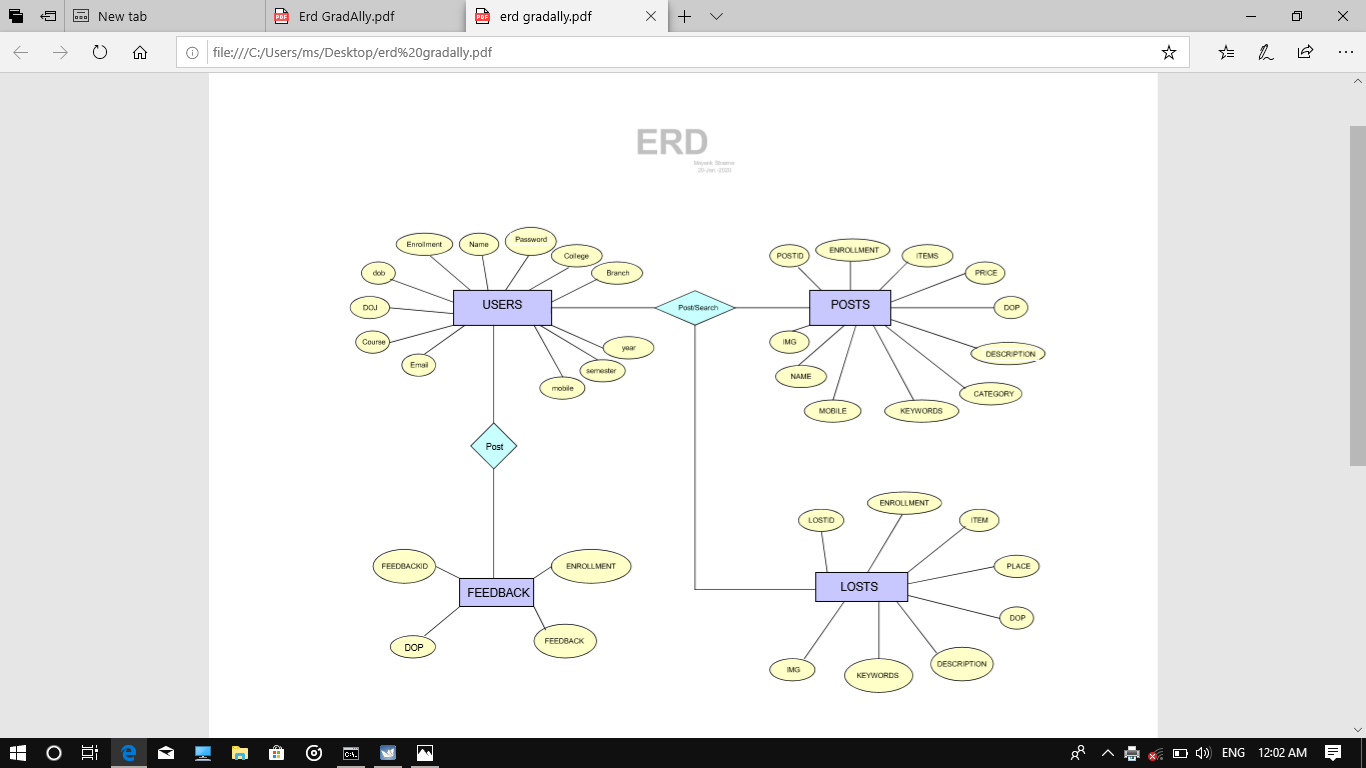 New tab
PDF
Erd GradAlly.pdf
PDF
erd gradally.pdf
file:///C:/Users/ms/Desktop/erd%20gradally.pdf
ERD
20-Jan.-2020
Enrollment
Name
Password
College
Branch
dob
DOJ
Course
Email
USERS
year
semester
mobile
Post/Search
POSTID
ENROLLMENT
ITEMS
PRICE
DOP
POSTS
DESCRIPTION
CATEGORY
KEYWORDS
MOBILE
NAME
IMG
Post
FEEDBACKID
ENROLLMENT
FEEDBACK
DOP
FEEDBACK
LOSTID
ENROLLMENT
ITEM
PLACE
LOSTS
DOP
DESCRIPTION
KEYWORDS
IMG
ENG
12:02 AM